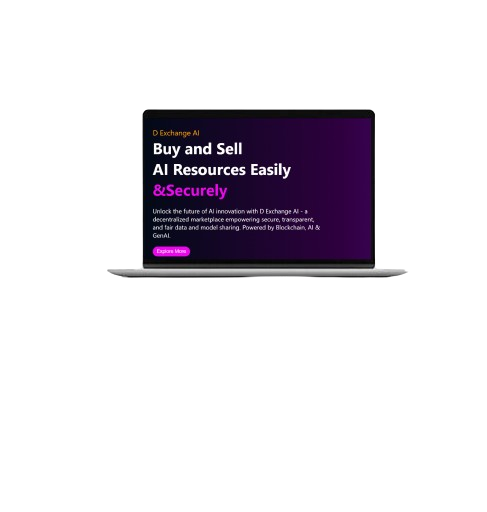 D Exchange AI
Buy and Sell
AI Resources Easily
&Securely
Unlock the future of AI innovation with D Exchange AI - a
decentralized marketplace empowering secure, transparent,
and fair data and model sharing. Powered by Blockchain, AI &
GenAI.
Explore More